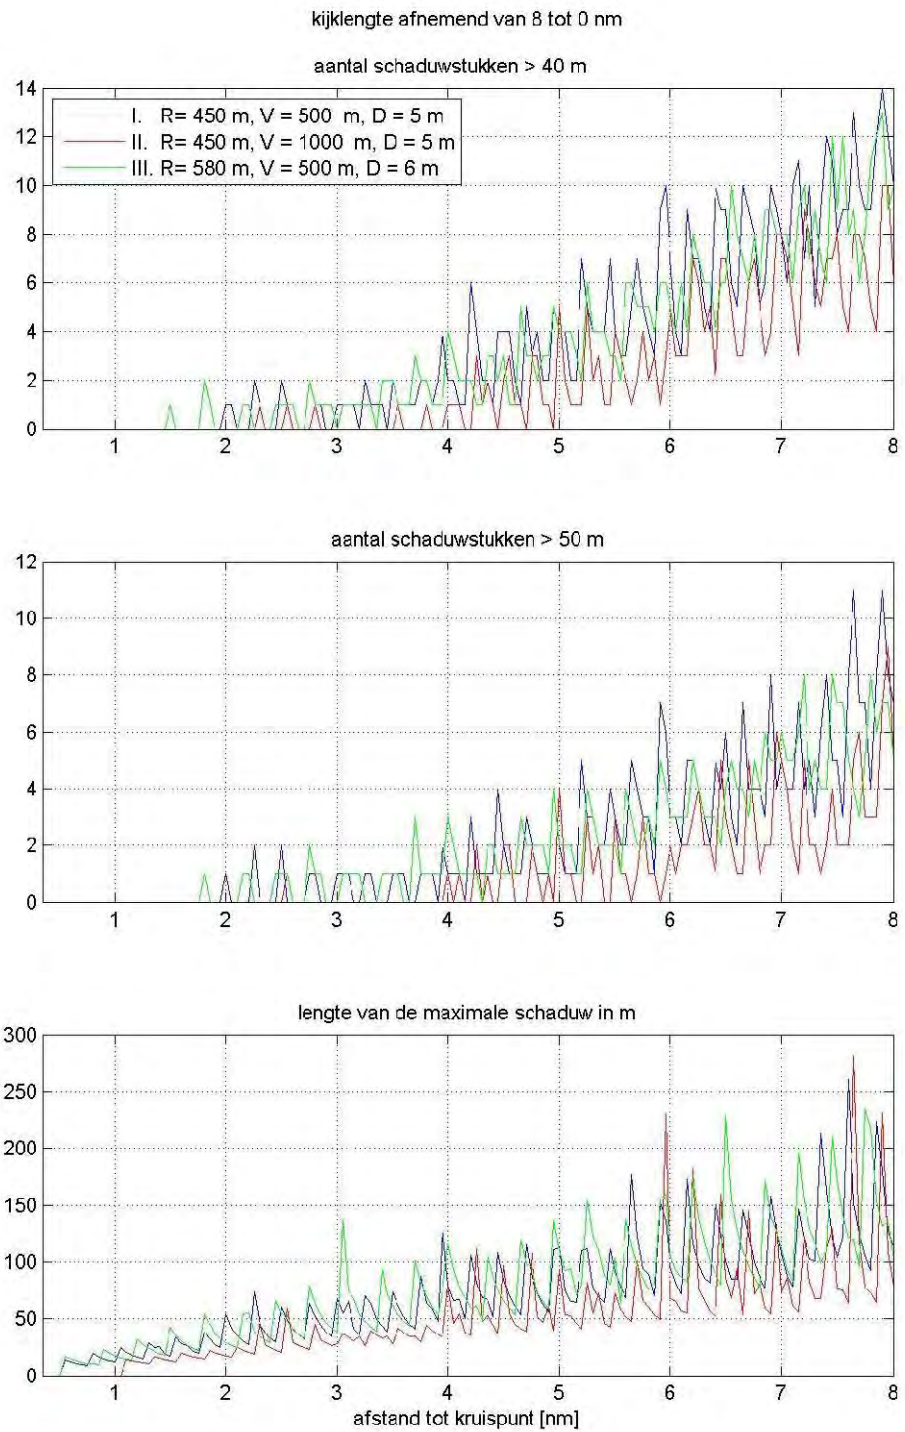 kijklengte afnemend van 8 tot 0 nm
aantal schaduwstukken > 40 m
14
12
10
8
6
4
2
0
I. R= 450 m, V = 500 m, D = 5 m
II. R= 450 m, V = 1000 m, D = 5 m
III. R= 580 m, V = 500 m, D = 6 m
1 2 3 4 5 6 7 8
aantal schaduwstukken > 50 m
12
10
8
6
4
2
0
1 2 3 4 5 6 7 8
lengte van de maximale schaduw in m
300
250
200
150
100
50
0
1 2 3 4 5 6 7 8
afstand tot kruispunt [nm]